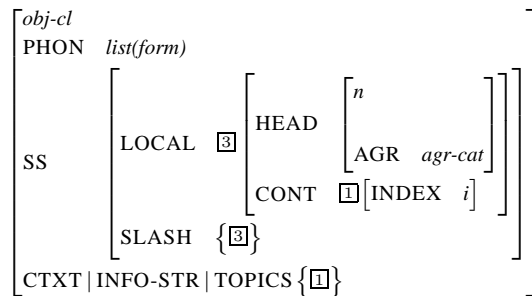 obj-cl
PHON list(form)
SS
LOCAL 3
HEAD
n
AGR agr-cat
CONT 1 [INDEX i]
SLASH {3}
CTXT | INFO-STR | TOPICS {1}